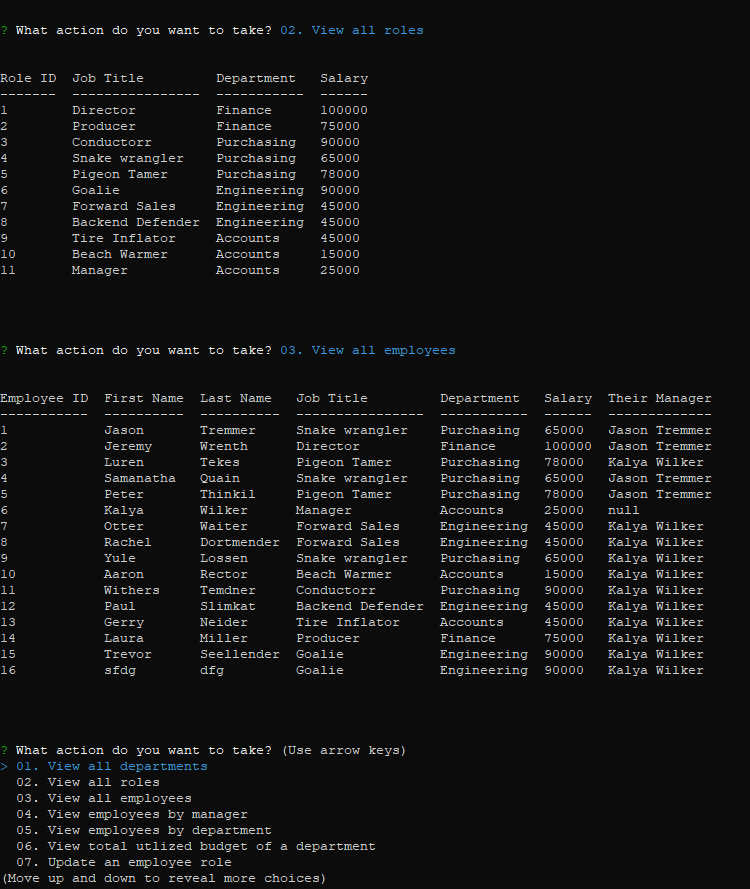 ? What action do you want to take? 02. View all roles
Role ID  Job Title         Department   Salary
-------  ----------------  -----------  ------
1        Director          Finance      100000
2        Producer          Finance      75000
3        Conductorr        Purchasing   90000
4        Snake wrangler    Purchasing   65000
5        Pigeon Tamer      Purchasing   78000
6        Goalie            Engineering  90000
7        Forward Sales     Engineering  45000
8        Backend Defender  Engineering  45000
9        Tire Inflator     Accounts     45000
10       Beach Warmer      Accounts     15000
11       Manager           Accounts     25000
? What action do you want to take? 03. View all employees
Employee ID  First Name  Last Name   Job Title         Department   Salary  Their Manager
-----------  ----------  ----------  ----------------  -----------  ------  -------------
1            Jason       Tremmer     Snake wrangler    Purchasing   65000   Jason Tremmer
2            Jeremy      Wrenth      Director          Finance      100000  Jason Tremmer
3            Luren       Tekes       Pigeon Tamer      Purchasing   78000   Kalya Wilker
4            Samanatha   Quain       Snake wrangler    Purchasing   65000   Jason Tremmer
5            Peter       Thinkil     Pigeon Tamer      Purchasing   78000   Jason Tremmer
6            Kalya       Wilker      Manager           Accounts     25000   null
7            Otter       Waiter      Forward Sales     Engineering  45000   Kalya Wilker
8            Rachel      Dortmender  Forward Sales     Engineering  45000   Kalya Wilker
9            Yule        Lossen      Snake wrangler    Purchasing   65000   Kalya Wilker
10           Aaron       Rector      Beach Warmer      Accounts     15000   Kalya Wilker
11           Withers     Temdner     Conductorr        Purchasing   90000   Kalya Wilker
12           Paul        Slimkat     Backend Defender  Engineering  45000   Kalya Wilker
13           Gerry       Neider      Tire Inflator     Accounts     45000   Kalya Wilker
14           Laura       Miller      Producer          Finance      75000   Kalya Wilker
15           Trevor      Seellender  Goalie            Engineering  90000   Kalya Wilker
16           sfdg        dfg         Goalie            Engineering  90000   Kalya Wilker
? What action do you want to take? (Use arrow keys)
> 01. View all departments
  02. View all roles
  03. View all employees
  04. View employees by manager
  05. View employees by department
  06. View total utlized budget of a department
  07. Update an employee role
(Move up and down to reveal more choices)